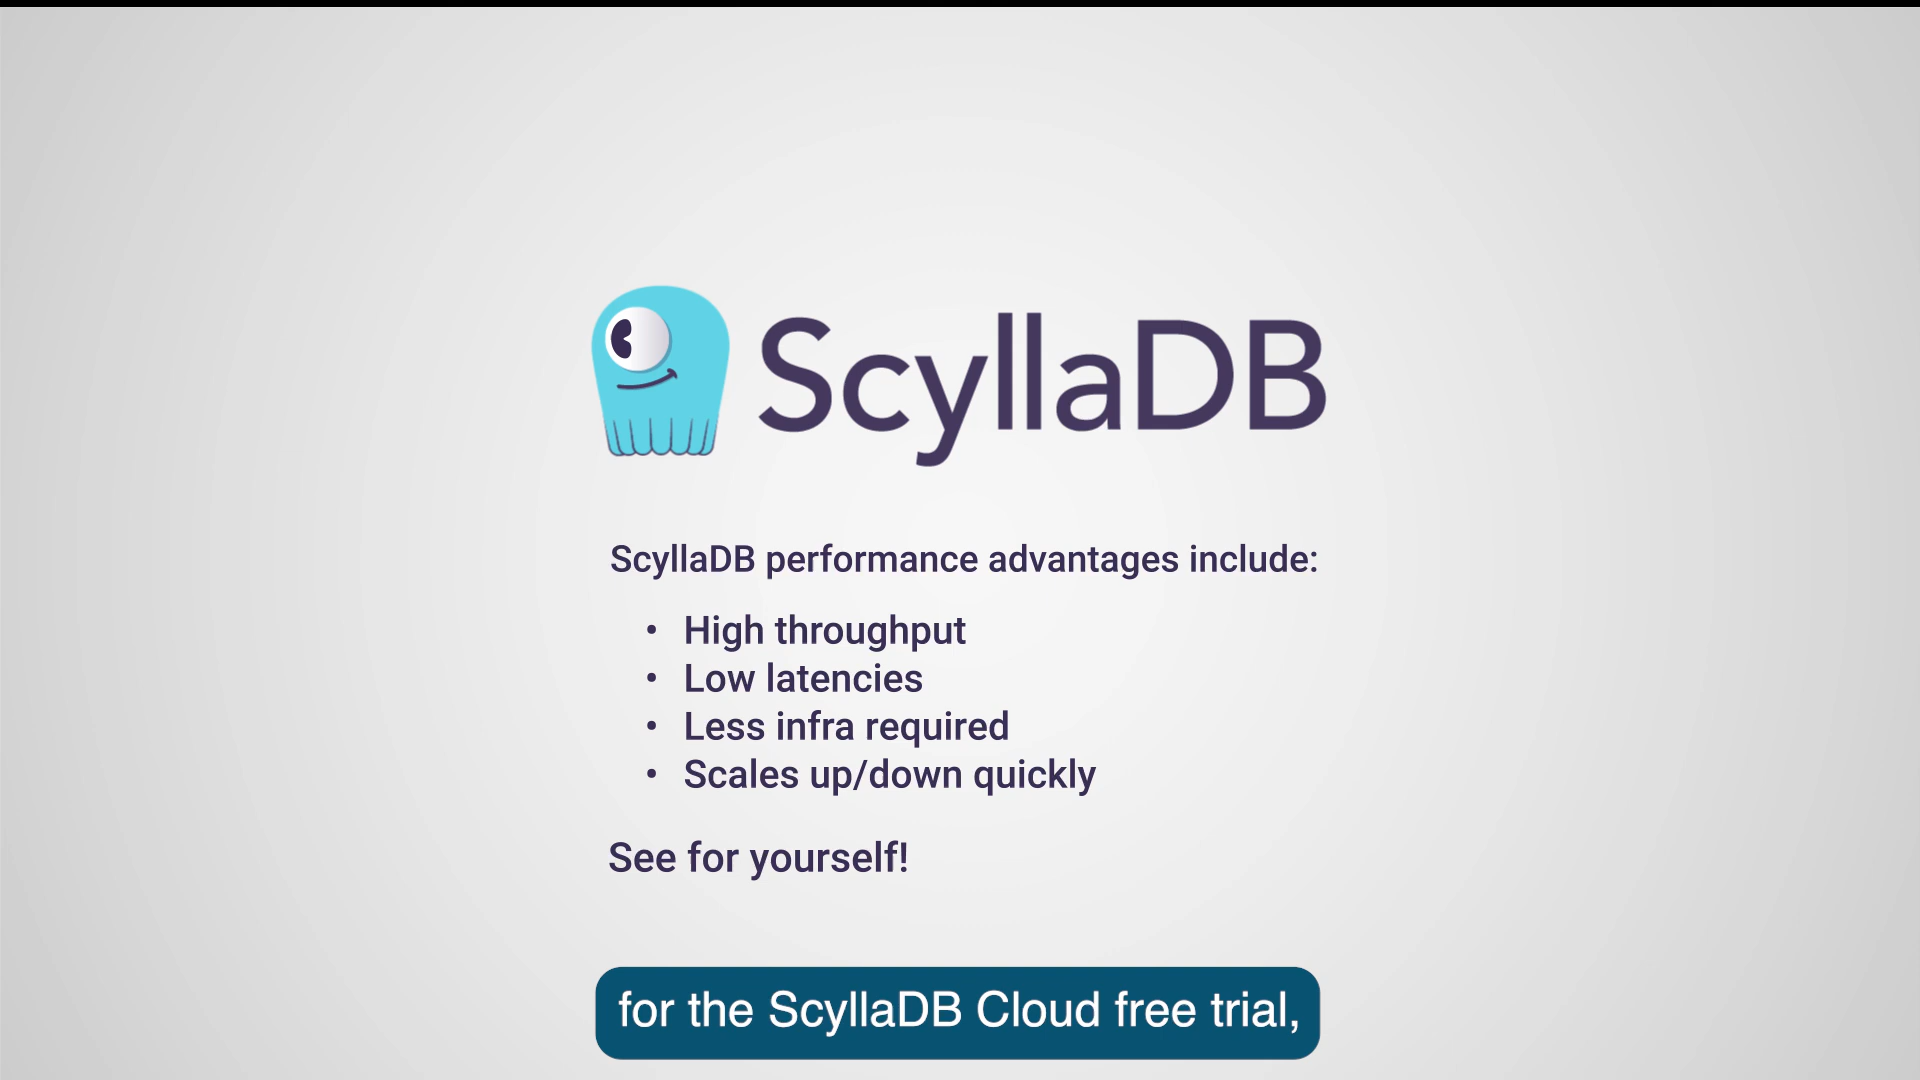 ScyllaDB
ScyllaDB performance advantages include:
• High throughput
• Low latencies
• Less infra required
• Scales up/down quickly
See for yourself!
for the ScyllaDB Cloud free trial,